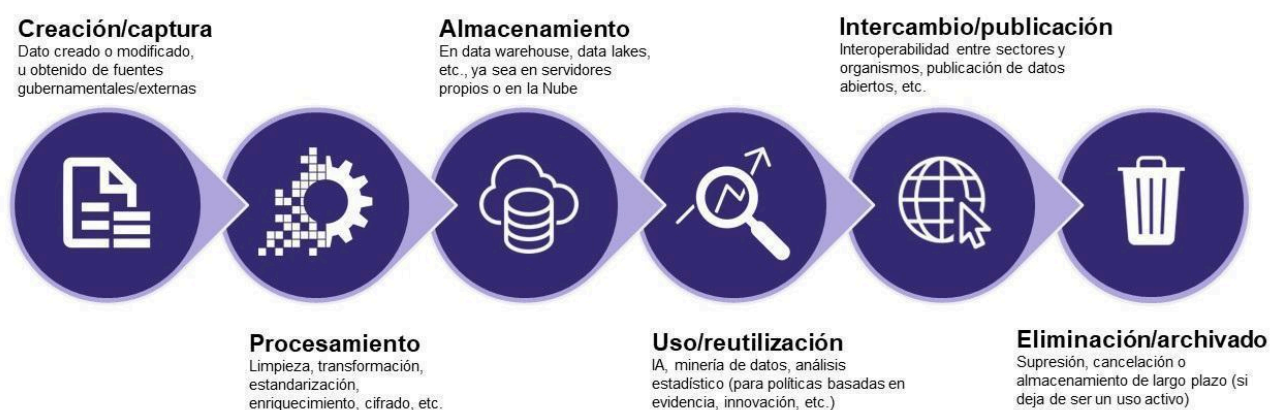 Creación/captura
Dato creado o modificado,
u obtenido de fuentes
gubernamentales/externas
Procesamiento
Limpieza, transformación,
estandarización,
enriquecimiento, cifrado, etc.
Almacenamiento
En data warehouse, data lakes,
etc., ya sea en servidores
propios o en la Nube
Uso/reutilización
IA, minería de datos, análisis
estadístico (para políticas basadas en
evidencia, innovación, etc.)
Intercambio/publicación
Interoperabilidad entre sectores y
organismos, publicación de datos
abiertos, etc.
Eliminación/archivado
Supresión, cancelación o
almacenamiento de largo plazo (si
deja de ser un uso activo)